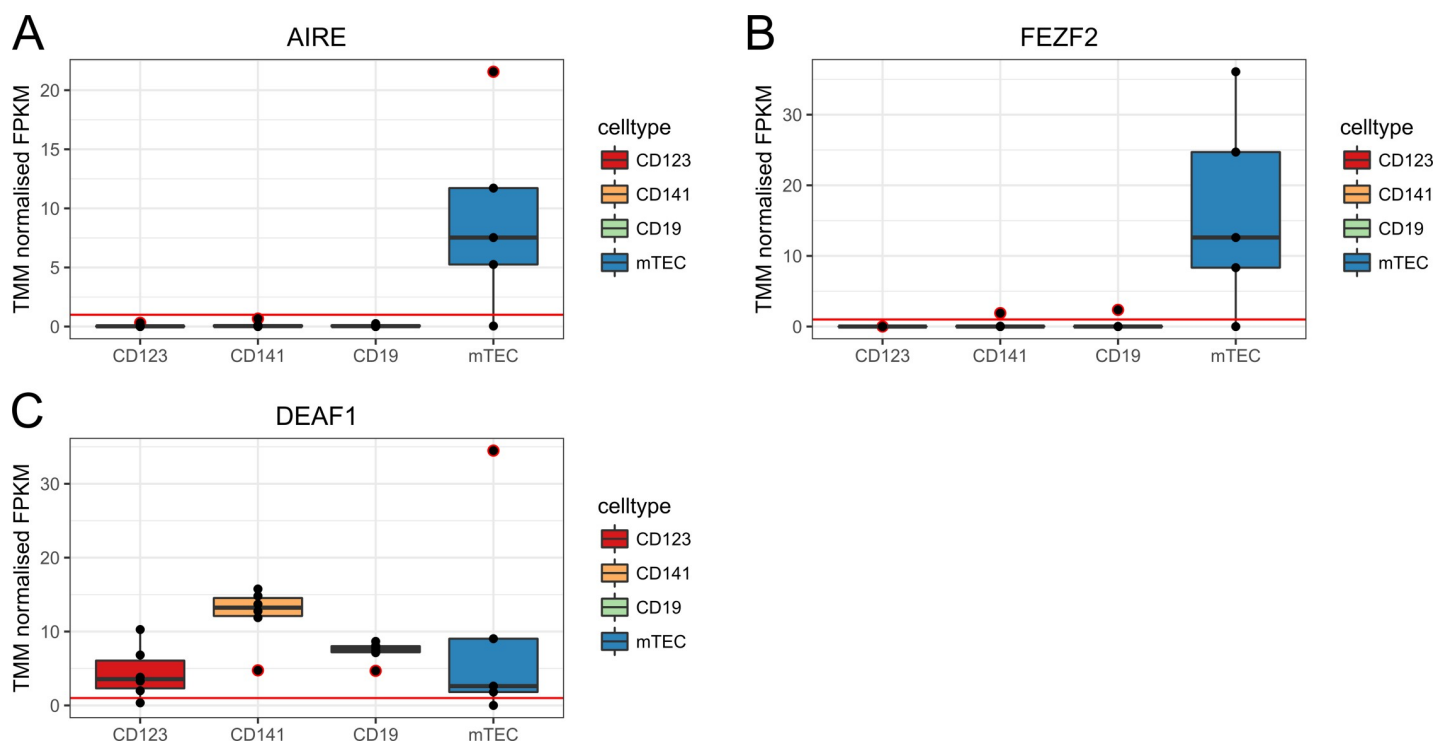 A
AIRE
TMM normalised FPKM
20
15
10
5
0
CD123
CD141
CD19
mTEC
celltype
CD123
CD141
CD19
mTEC
B
FEZF2
TMM normalised FPKM
30
20
10
0
CD123
CD141
CD19
mTEC
celltype
CD123
CD141
CD19
mTEC
C
DEAF1
TMM normalised FPKM
30
20
10
0
CD123
CD141
CD19
mTEC
celltype
CD123
CD141
CD19
mTEC